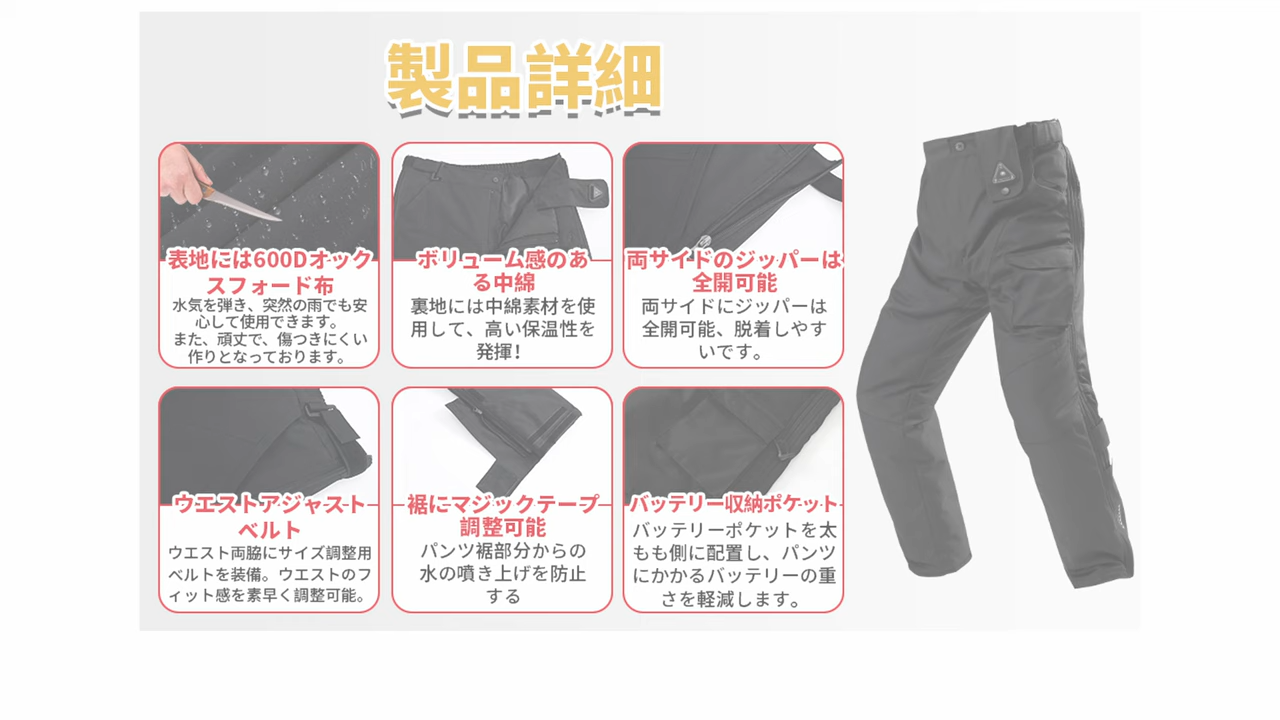 製品詳細
表地には600Dオック
スフォード布
水気を弾き、突然の雨でも安
心して使用できます。
また、頑丈で、傷つきにくい
作りとなっております。
ボリューム感のあ
る中綿
裏地には中綿素材を使
用して、高い保温性を
発揮！
両サイドのジッパーは
全開可能
両サイドにジッパーは
全開可能、脱着しやす
いです。
ウエストアジャスト
ベルト
ウエスト両脇にサイズ調整用
ベルトを装備。ウエストのフ
ィット感を素早く調整可能。
裾にマジックテープ
調整可能
パンツ裾部分からの
水の噴き上げを防止
する
バッテリー収納ポケット
バッテリーポケットを太
もも側に配置し、パンツ
にかかるバッテリーの重
さを軽減します。